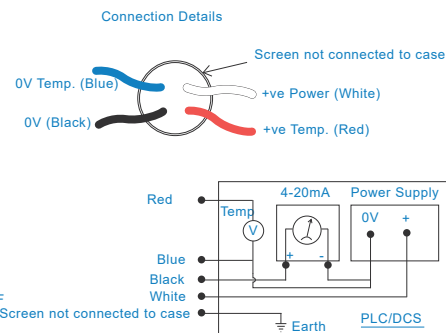 Connection Details
Screen not connected to case
0V Temp. (Blue)
+ve Power (White)
0V (Black)
+ve Temp. (Red)
4-20mA
Power Supply
Red
Temp
0V
+
V
Blue
+
-
Black
White
Screen not connected to case
Earth
PLC/DCS